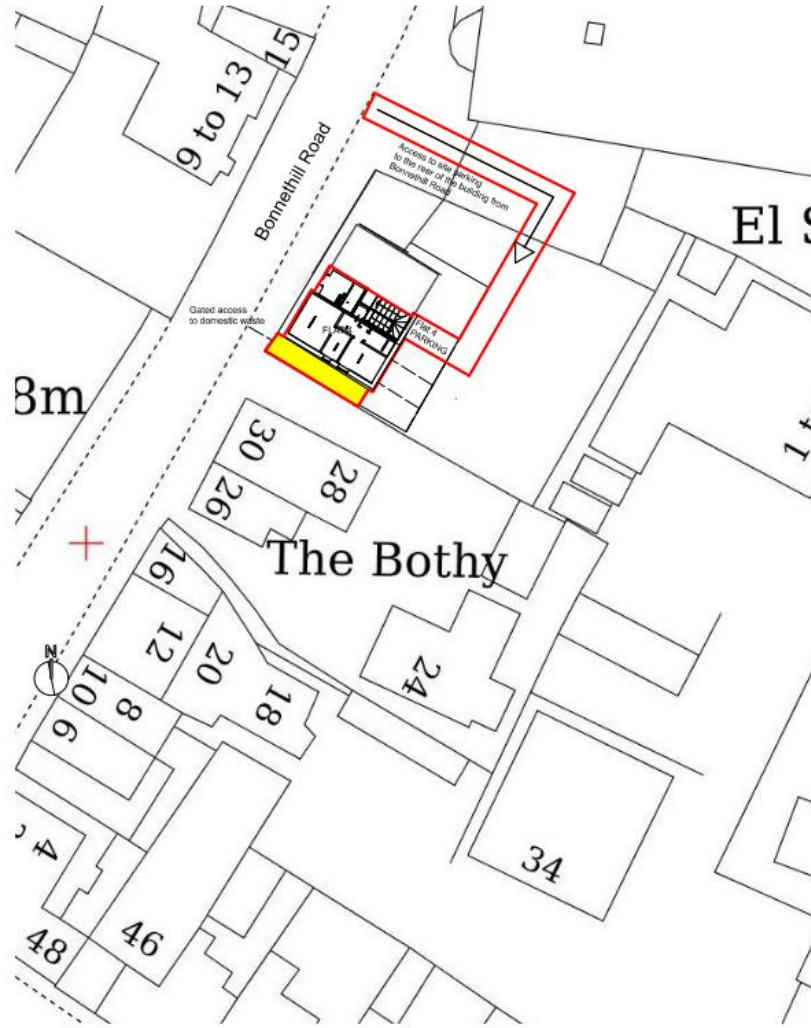 15
9 to 13
Bonnethill Road
Access to site parking
to the rear of the building from
Bonnethill Road
El S
Gated access
to domestic waste
Flat 4
PARKING
8m
30
28
26
The Bothy
16
12
20
24
18
10
8
6
N
34
4
46
48